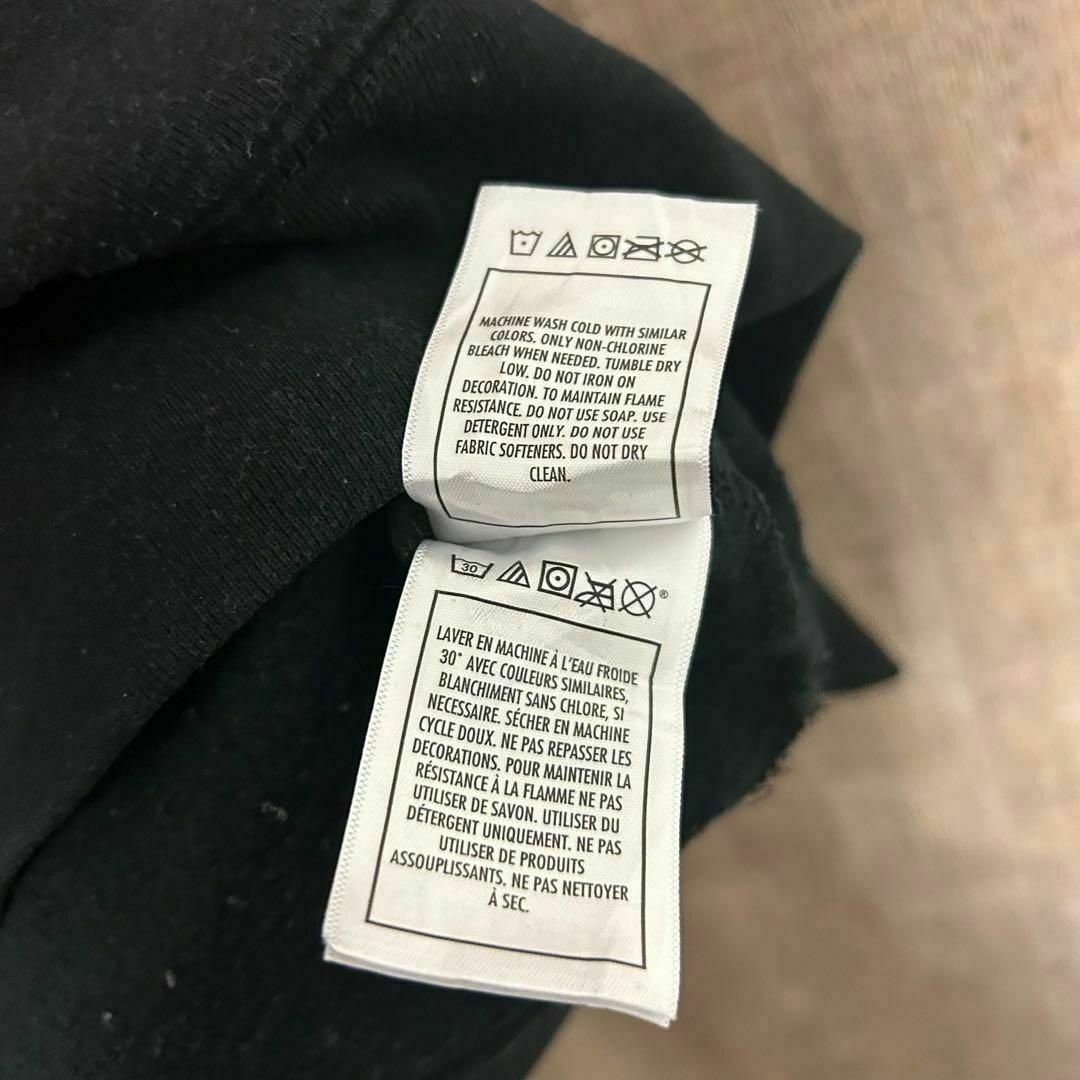 MACHINE WASH COLD WITH SIMILAR
COLORS. ONLY NON-CHLORINE
BLEACH WHEN NEEDED. TUMBLE DRY
LOW. DO NOT IRON ON
DECORATION. TO MAINTAIN FLAME
RESISTANCE. DO NOT USE SOAP. USE
DETERGENT ONLY. DO NOT USE
FABRIC SOFTENERS. DO NOT DRY
CLEAN.
30
®
LAVER EN MACHINE À L'EAU FROIDE
30° AVEC COULEURS SIMILAIRES,
BLANCHIMENT SANS CHLORE, SI
NECESSAIRE. SÉCHER EN MACHINE
CYCLE DOUX. NE PAS REPASSER LES
DECORATIONS. POUR MAINTENIR LA
RÉSISTANCE À LA FLAMME NE PAS
UTILISER DE SAVON. UTILISER DU
DÉTERGENT UNIQUEMENT. NE PAS
UTILISER DE PRODUITS
ASSOUPLISSANTS. NE PAS NETTOYER
À SEC.